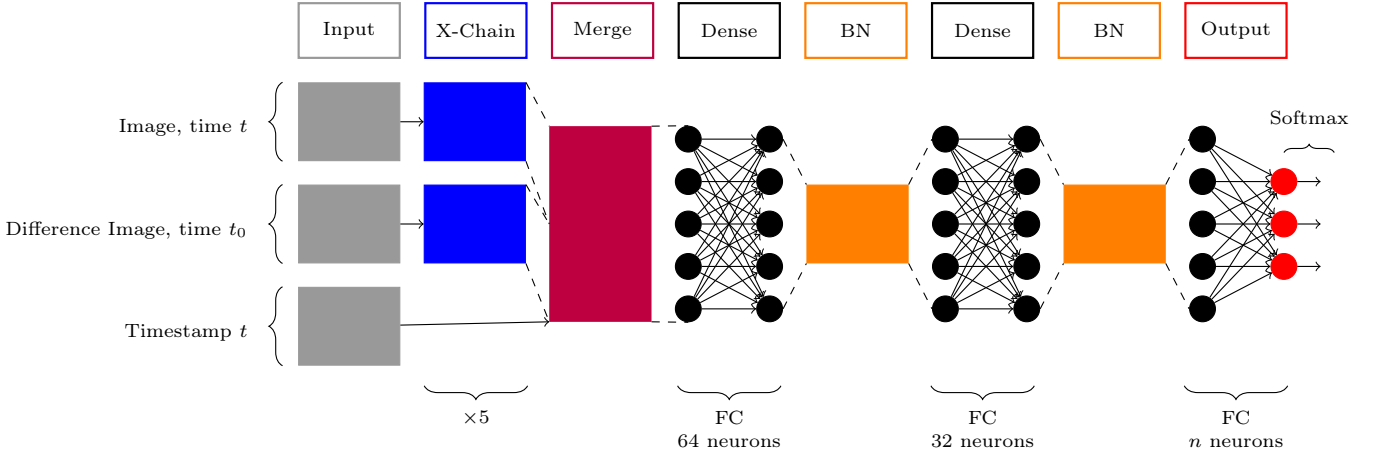 Input X-Chain Merge Dense BN Dense BN Output
Image, time t
Softmax
Difference Image, time t₀
Timestamp t
×5 FC FC FC
64 neurons 32 neurons n neurons